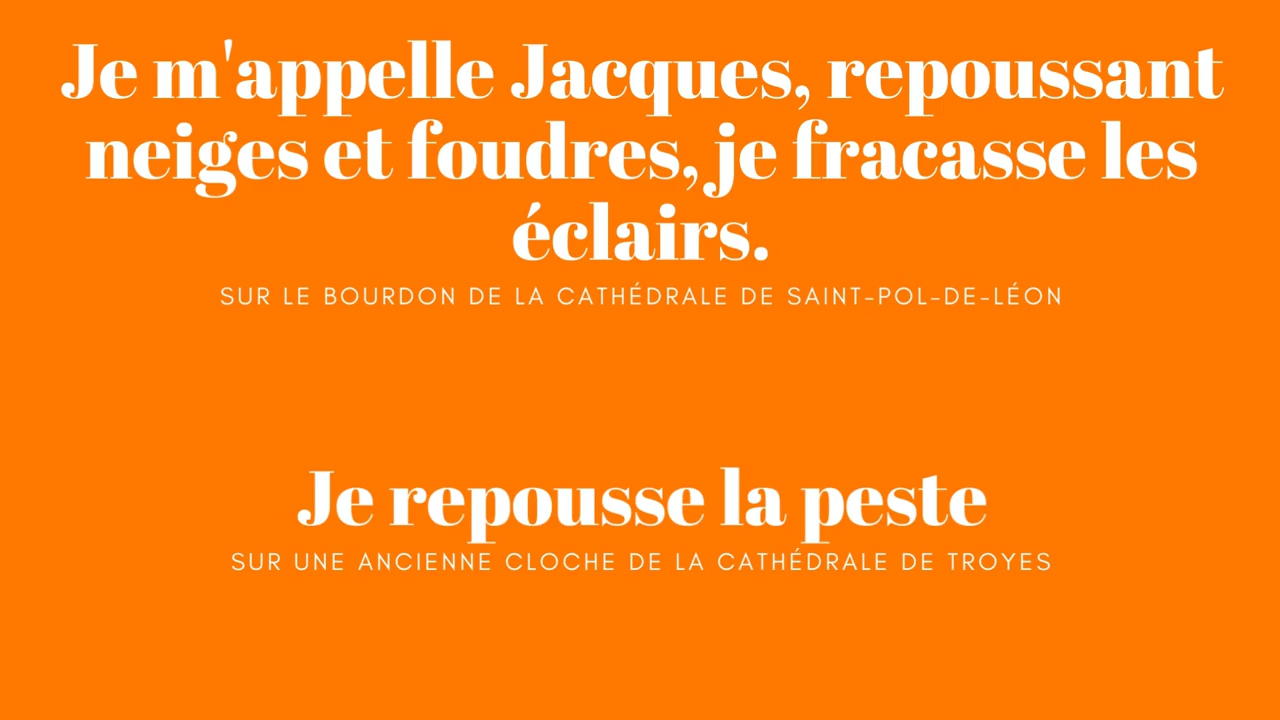 Je m'appelle Jacques, repoussant
neiges et foudres, je fracasse les
éclairs.
SUR LE BOURDON DE LA CATHÉDRALE DE SAINT-POL-DE-LÉON
Je repousse la peste
SUR UNE ANCIENNE CLOCHE DE LA CATHÉDRALE DE TROYES